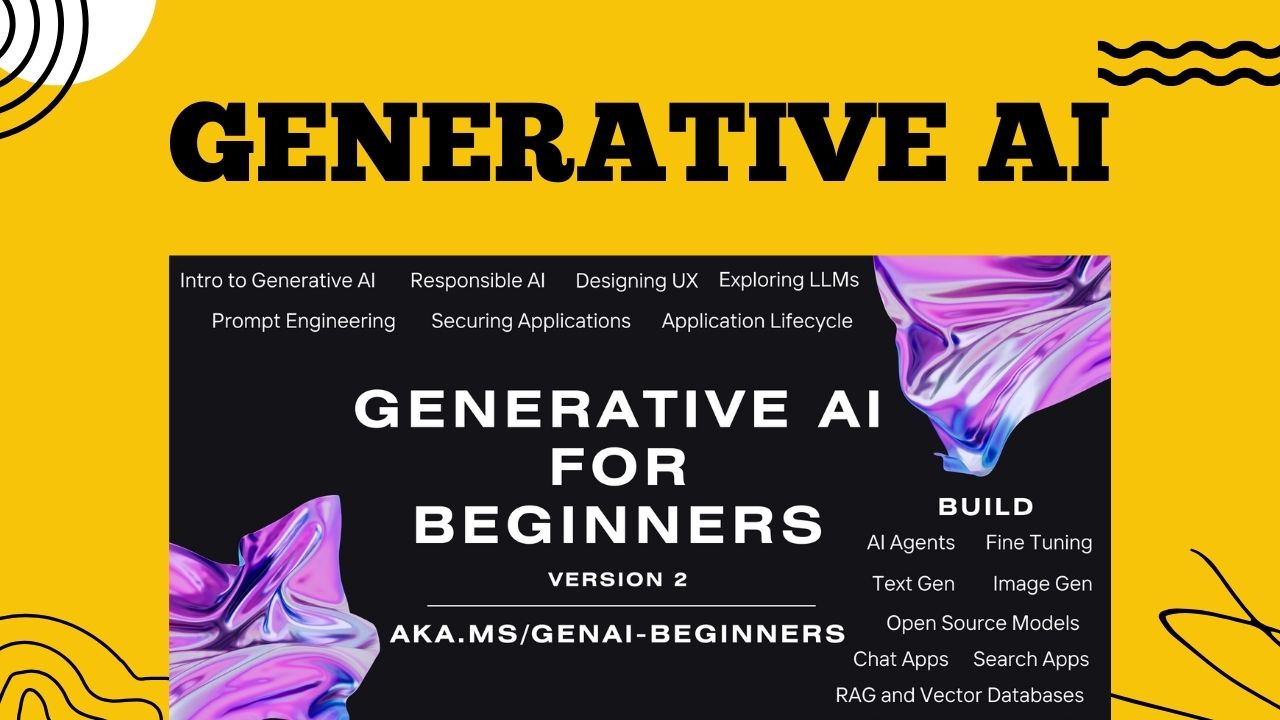 GENERATIVE AI
Intro to Generative AI Responsible AI Designing UX Exploring LLMs
Prompt Engineering Securing Applications Application Lifecycle
GENERATIVE AI
FOR
BEGINNERS
VERSION 2
AKA.MS/GENAI-BEGINNERS
BUILD
AI Agents Fine Tuning
Text Gen Image Gen
Open Source Models
Chat Apps Search Apps
RAG and Vector Databases